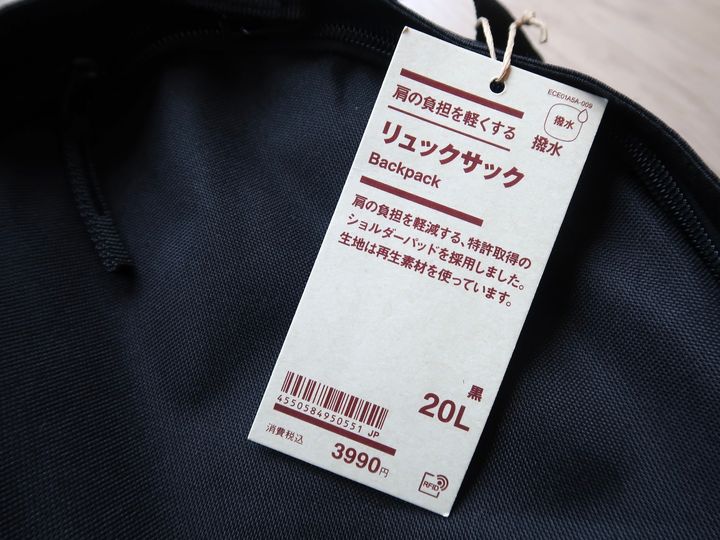 ECE01A5A-009
撥水
撥水
肩の負担を軽くする
リュックサック
Backpack
肩の負担を軽減する、特許取得の
ショルダーパッドを採用しました。
生地は再生素材を使っています。
黒
20L
4550584950551
JP
消費税込
3990円
RFID